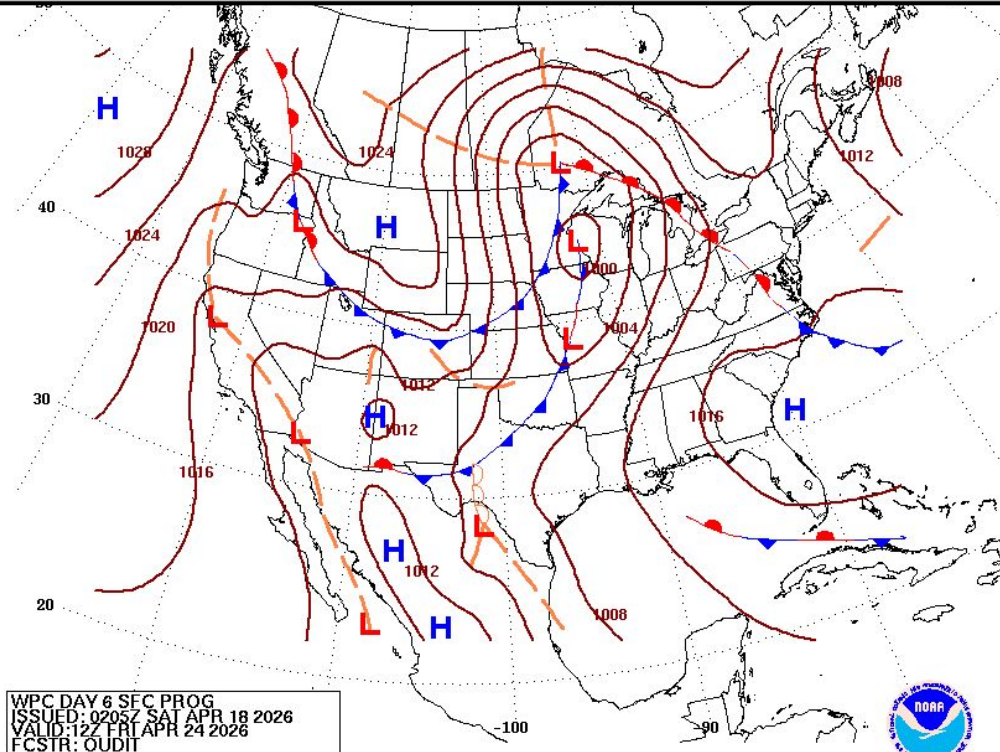 H
1028
1024
1008
1012
40
L
H
1024
L
L
1000
L
1020
1004
L
1012
H
1012
1016
H
30
L
1016
L
H
1012
20
1008
L
H
WPC DAY 6 SFC PROG
ISSUED: 0205Z SAT APR 18 2026
VALID:12Z FRI APR 24 2026
FCSTR: OUDIT
-100
-90
NOAA